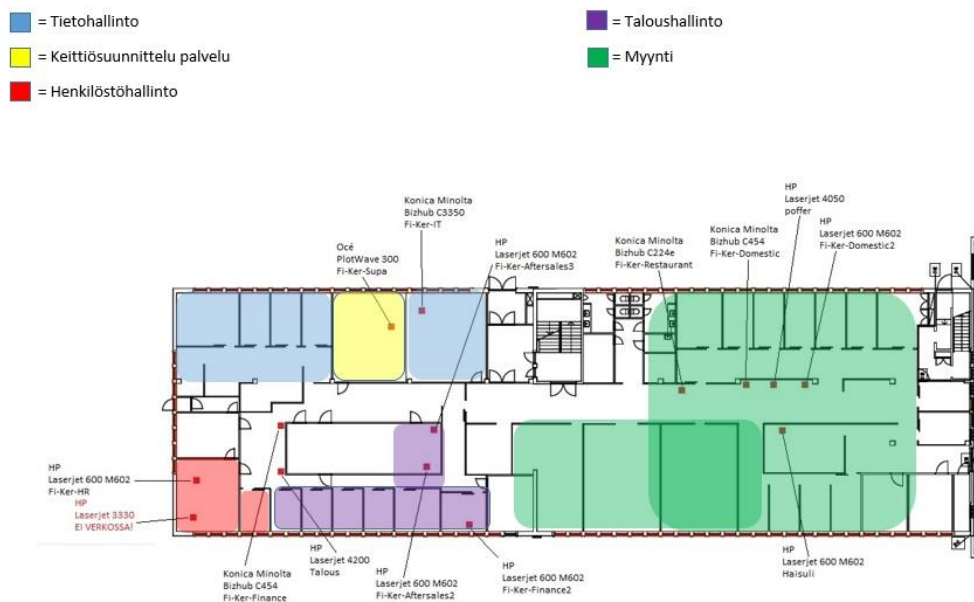 = Tietohallinto
= Taloushallinto
= Keittiösuunnittelu palvelu
= Myynti
= Henkilöstöhallinto
HP
Laserjet 4050
poffer
Konica Minolta
Bizhub C3350
Fi-Ker-IT
HP
Laserjet 600 M602
Fi-Ker-Aftersales3
Konica Minolta
Bizhub C454
Fi-Ker-Domestic
HP
Laserjet 600 M602
Fi-Ker-Domestic2
Océ
PlotWave 300
Fi-Ker-Supa
Konica Minolta
Bizhub C224e
Fi-Ker-Restaurant
HP
Laserjet 600 M602
Fi-Ker-HR
HP
Laserjet 3330
EI VERKOSSA!
Konica Minolta
Bizhub C454
Fi-Ker-Finance
HP
Laserjet 4200
Talous
HP
Laserjet 600 M602
Fi-Ker-Aftersales2
HP
Laserjet 600 M602
Fi-Ker-Finance2
HP
Laserjet 600 M602
Haisuli